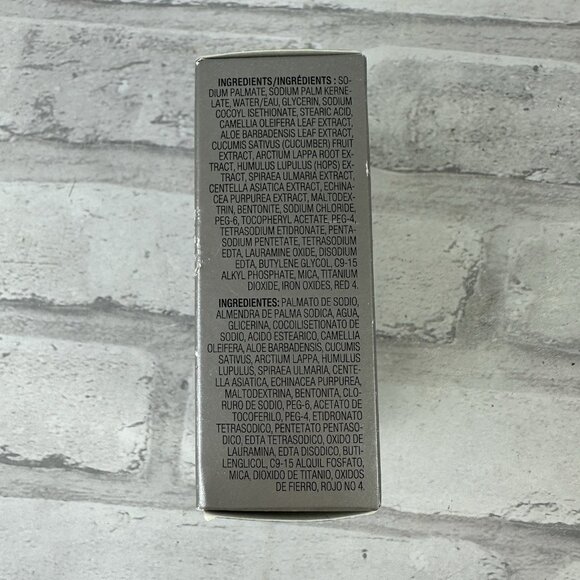 INGREDIENTS/INGRÉDIENTS : SO-
DIUM PALMATE, SODIUM PALM KERNE-
LATE, WATER/EAU, GLYCERIN, SODIUM
COCOYL ISETHIONATE, STEARIC ACID,
CAMELLIA OLEIFERA LEAF EXTRACT,
ALOE BARBADENSIS LEAF EXTRACT,
CUCUMIS SATIVUS (CUCUMBER) FRUIT
EXTRACT, ARCTIUM LAPPA ROOT EX-
TRACT, HUMULUS LUPULUS (HOPS) EX-
TRACT, SPIRAEA ULMARIA EXTRACT,
CENTELLA ASIATICA EXTRACT, ECHINA-
CEA PURPUREA EXTRACT, MALTODEX-
TRIN, BENTONITE, SODIUM CHLORIDE,
PEG-6, TOCOPHERYL ACETATE, PEG-4,
TETRASODIUM ETIDRONATE, PENTA-
SODIUM PENTETATE, TETRASODIUM
EDTA, LAURAMINE OXIDE, DISODIUM
EDTA, BUTYLENE GLYCOL, C9-15
ALKYL PHOSPHATE, MICA, TITANIUM
DIOXIDE, IRON OXIDES, RED 4.
INGREDIENTES: PALMATO DE SODIO,
ALMENDRA DE PALMA SODICA, AGUA,
GLICERINA, COCOILISETIONATO DE
SODIO, ACIDO ESTEARICO, CAMELLIA
OLEIFERA, ALOE BARBADENSIS, CUCUMIS
SATIVUS, ARCTIUM LAPPA, HUMULUS
LUPULUS, SPIRAEA ULMARIA, CENTE-
LLA ASIATICA, ECHINACEA PURPUREA,
MALTODEXTRINA, BENTONITA, CLO-
RURO DE SODIO, PEG-6, ACETATO DE
TOCOFERILO, PEG-4, ETIDRONATO
TETRASODICO, PENTETATO PENTASO-
DICO, EDTA TETRASODICO, OXIDO DE
LAURAMINA, EDTA DISODICO, BUTI-
LENGLICOL, C9-15 ALQUIL FOSFATO,
MICA, DIOXIDO DE TITANIO, OXIDOS
DE FIERRO, ROJO NO 4.